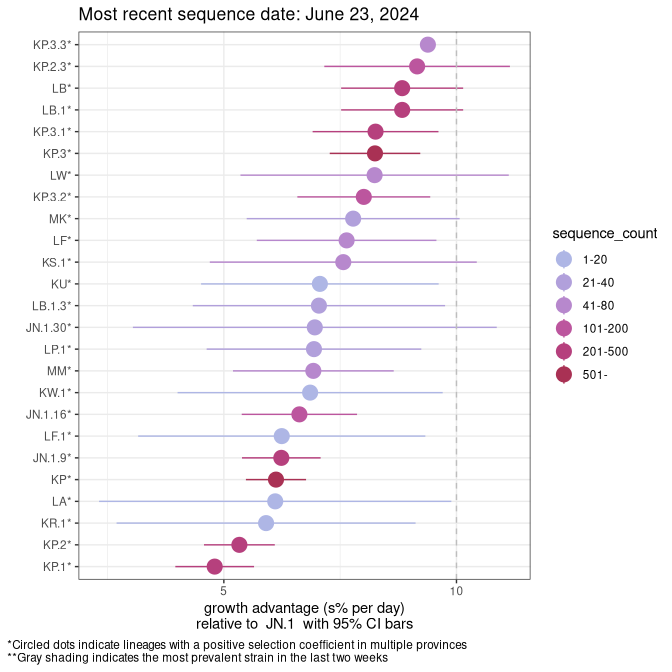 Most recent sequence date: June 23, 2024
KP.3.3*
KP.2.3*
LB*
LB.1*
KP.3.1*
KP.3*
LW*
KP.3.2*
MK*
LF*
KS.1*
KU*
LB.1.3*
JN.1.30*
LP.1*
MM*
KW.1*
JN.1.16*
LF.1*
JN.1.9*
KP*
LA*
KR.1*
KP.2*
KP.1*
5 10
growth advantage (s% per day)
relative to JN.1 with 95% CI bars
sequence_count
1-20
21-40
41-80
101-200
201-500
501-
*Circled dots indicate lineages with a positive selection coefficient in multiple provinces
**Gray shading indicates the most prevalent strain in the last two weeks